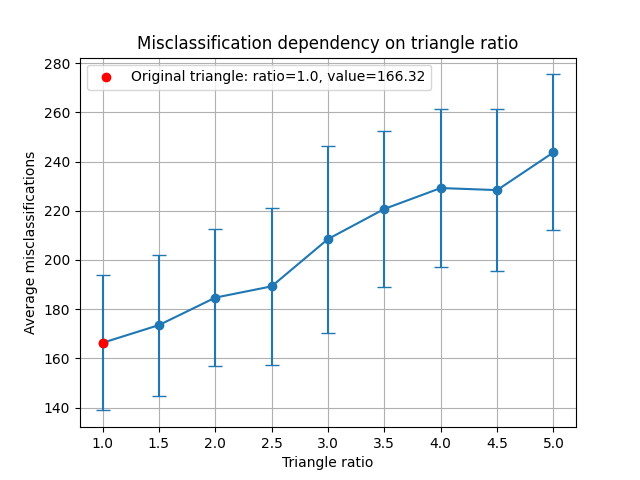 Misclassification dependency on triangle ratio
Original triangle: ratio=1.0, value=166.32
Average misclassifications
280
260
240
220
200
180
160
140
1.0 1.5 2.0 2.5 3.0 3.5 4.0 4.5 5.0
Triangle ratio